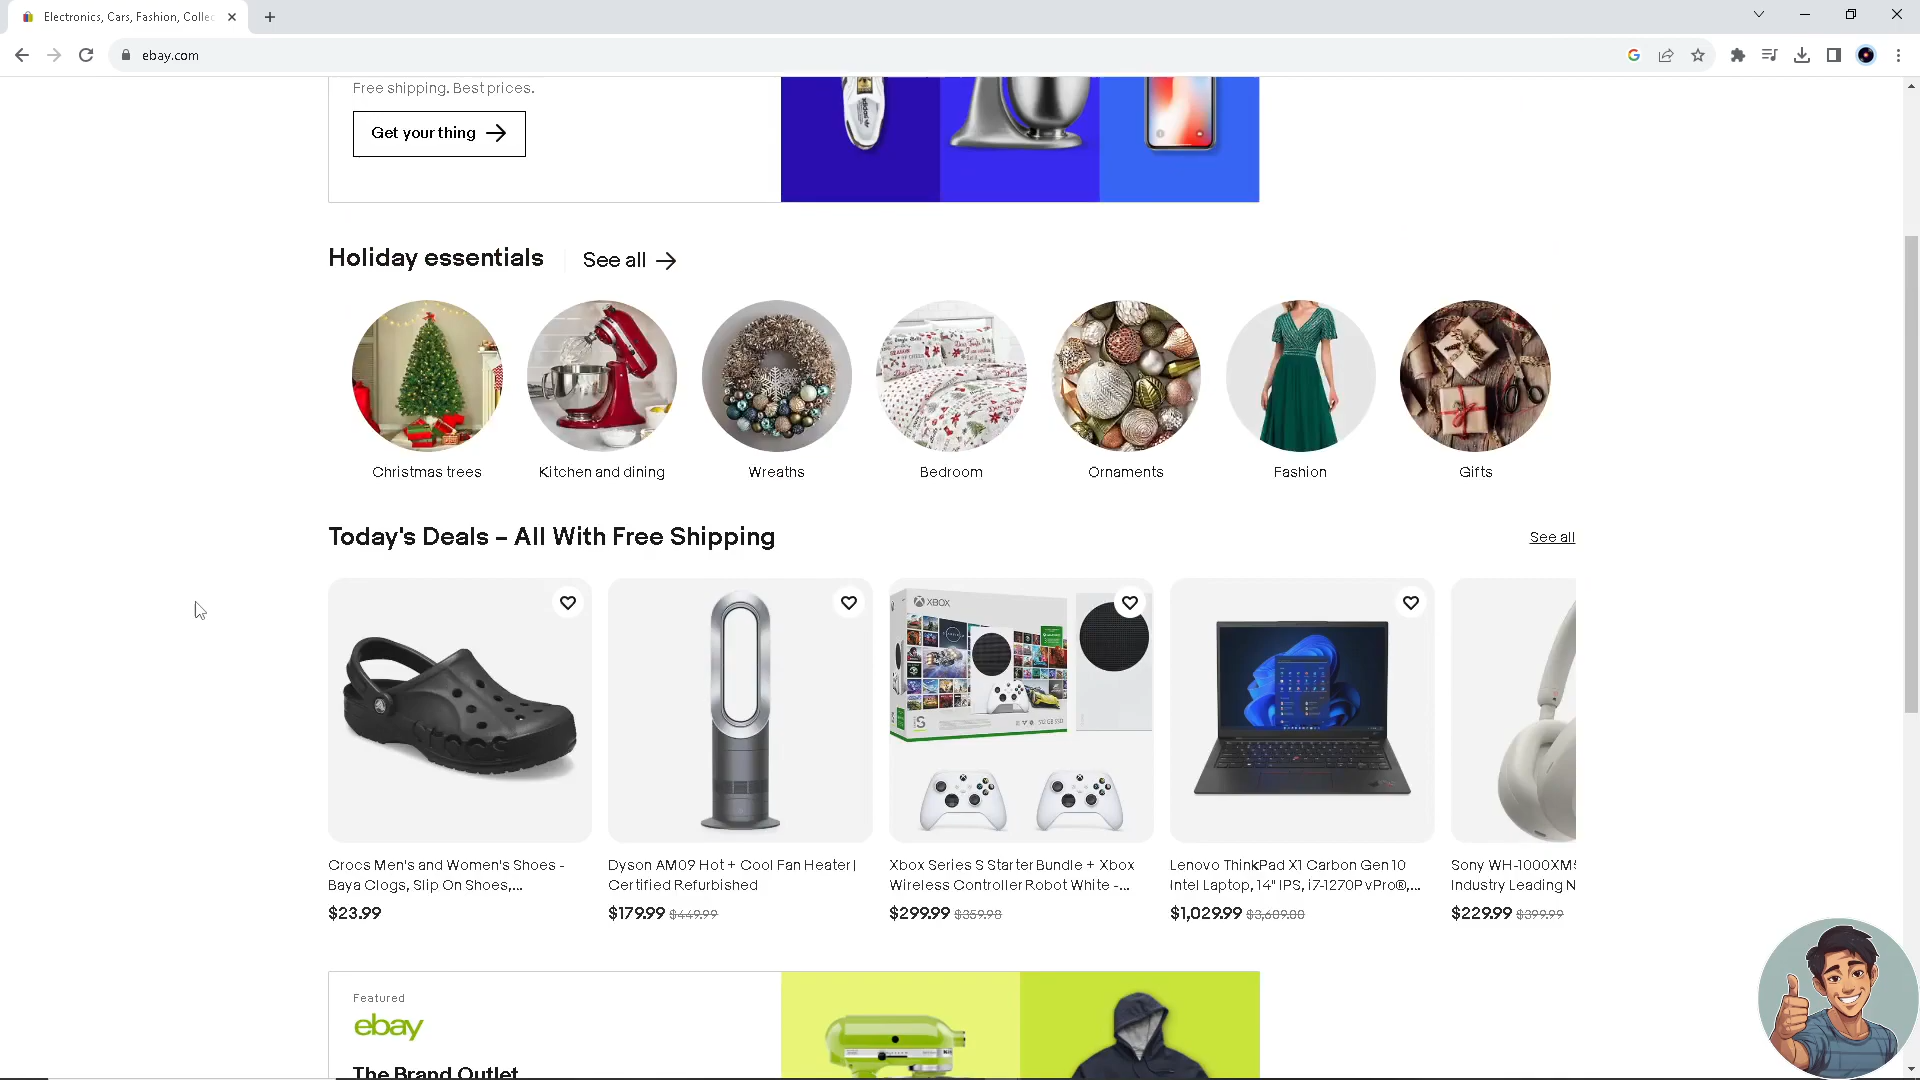 Electronics, Cars, Fashion, Collec
ebay.com
Free shipping. Best prices.
Get your thing
Holiday essentials
See all
Christmas trees
Kitchen and dining
Wreaths
Bedroom
Ornaments
Fashion
Gifts
Today's Deals – All With Free Shipping
See all
XBOX
S
crocs
Crocs Men's and Women's Shoes -
Baya Clogs, Slip On Shoes,...
$23.99
Dyson AM09 Hot + Cool Fan Heater |
Certified Refurbished
$179.99 $449.99
Xbox Series S Starter Bundle + Xbox
Wireless Controller Robot White -...
$299.99 $359.98
Lenovo ThinkPad X1 Carbon Gen 10
Intel Laptop, 14" IPS, i7-1270P vPro®,...
$1,029.99 $3,609.00
Sony WH-1000XM5
Industry Leading N
$229.99 $399.99
Featured
ebay
The Brand Outlet